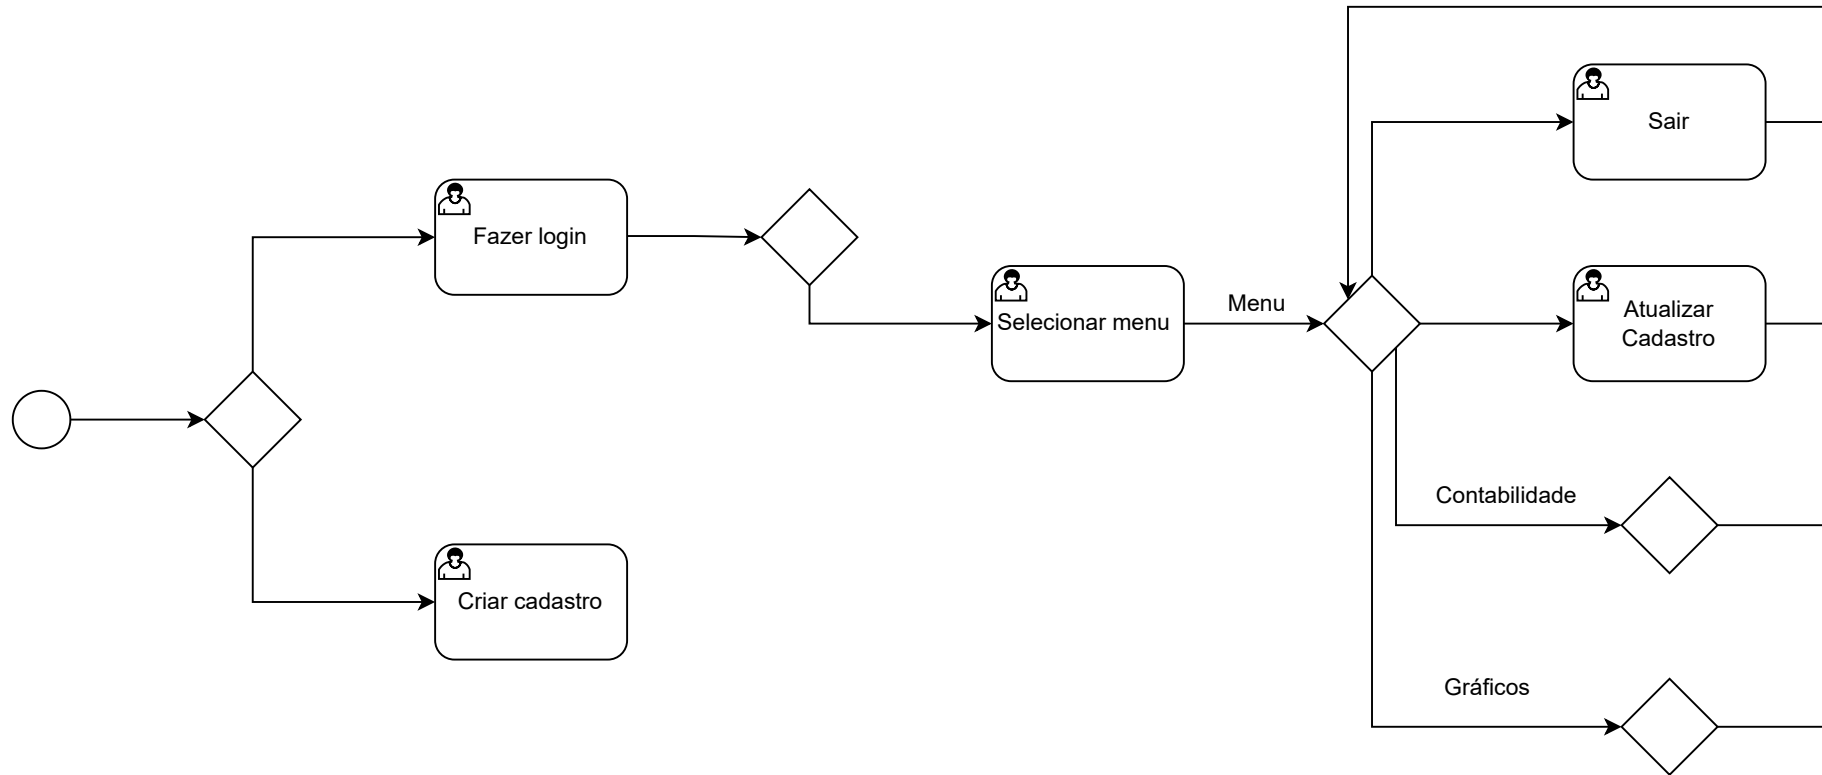 Sair
Fazer login
Menu
Selecionar menu
Atualizar
Cadastro
Contabilidade
Criar cadastro
Gráficos